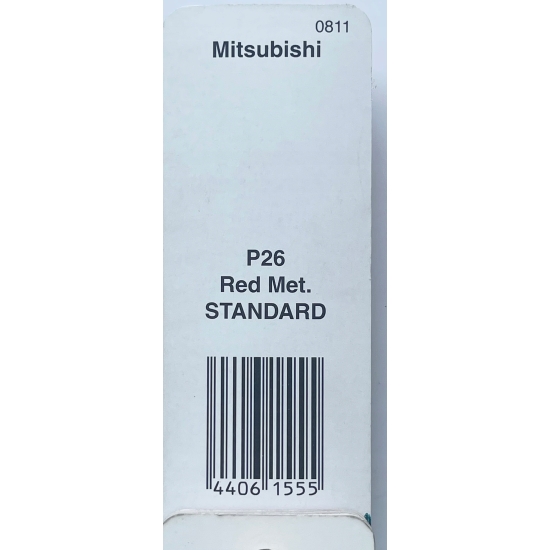 0811
Mitsubishi
P26
Red Met.
STANDARD
4406 1555